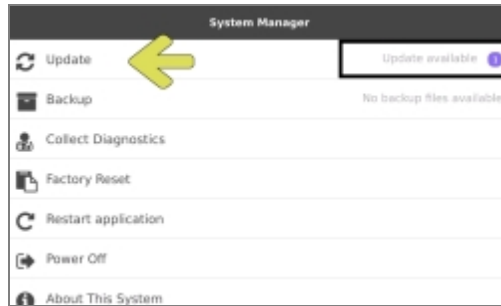 System Manager
Update Update available
Backup No backup files available
Collect Diagnostics
Factory Reset
Restart application
Power Off
About This System